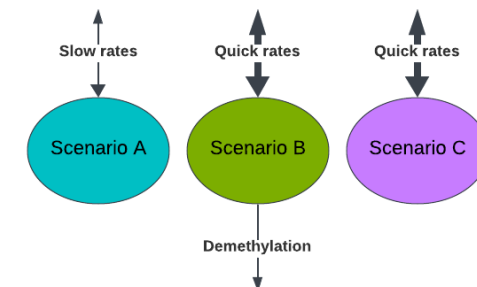 Slow rates
Quick rates
Quick rates
Scenario A
Scenario B
Scenario C
Demethylation